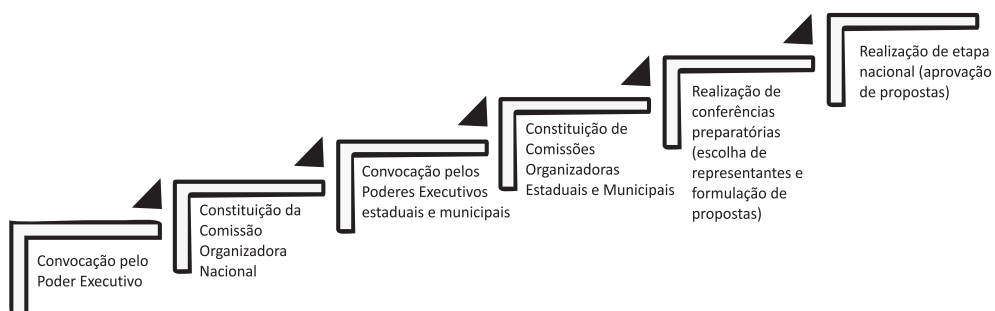 Convocação pelo
Poder Executivo
Constituição da
Comissão
Organizadora
Nacional
Convocação pelos
Poderes Executivos
estaduais e municipais
Constituição de
Comissões
Organizadoras
Estaduais e Municipais
Realização de
conferências
preparatórias
(escolha de
representantes e
formulação de
propostas)
Realização de etapa
nacional (aprovação
de propostas)